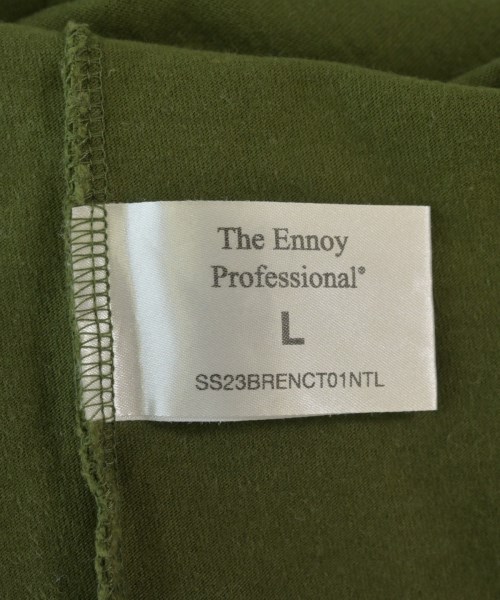 The Ennoy
Professional®
L
SS23BRENCT01NTL